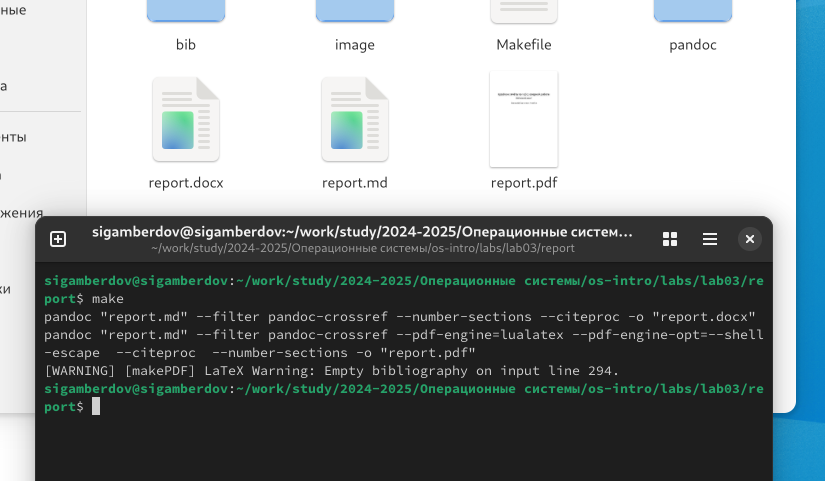 ные
bib
image
Makefile
pandoc
а
нты
report.docx
report.md
report.pdf
жения
ки
sigamberdov@sigamberdov:~/work/study/2024-2025/Операционные систем...
~/work/study/2024-2025/Операционные системы/os-intro/labs/lab03/report
sigamberdov@sigamberdov:~/work/study/2024-2025/Операционные системы/os-intro/labs/lab03/re
port$ make
pandoc "report.md" --filter pandoc-crossref --number-sections --citeproc -o "report.docx"
pandoc "report.md" --filter pandoc-crossref --pdf-engine=lualatex --pdf-engine-opt=--shell
-escape  --citeproc  --number-sections -o "report.pdf"
[WARNING] [makePDF] LaTeX Warning: Empty bibliography on input line 294.
sigamberdov@sigamberdov:~/work/study/2024-2025/Операционные системы/os-intro/labs/lab03/re
port$